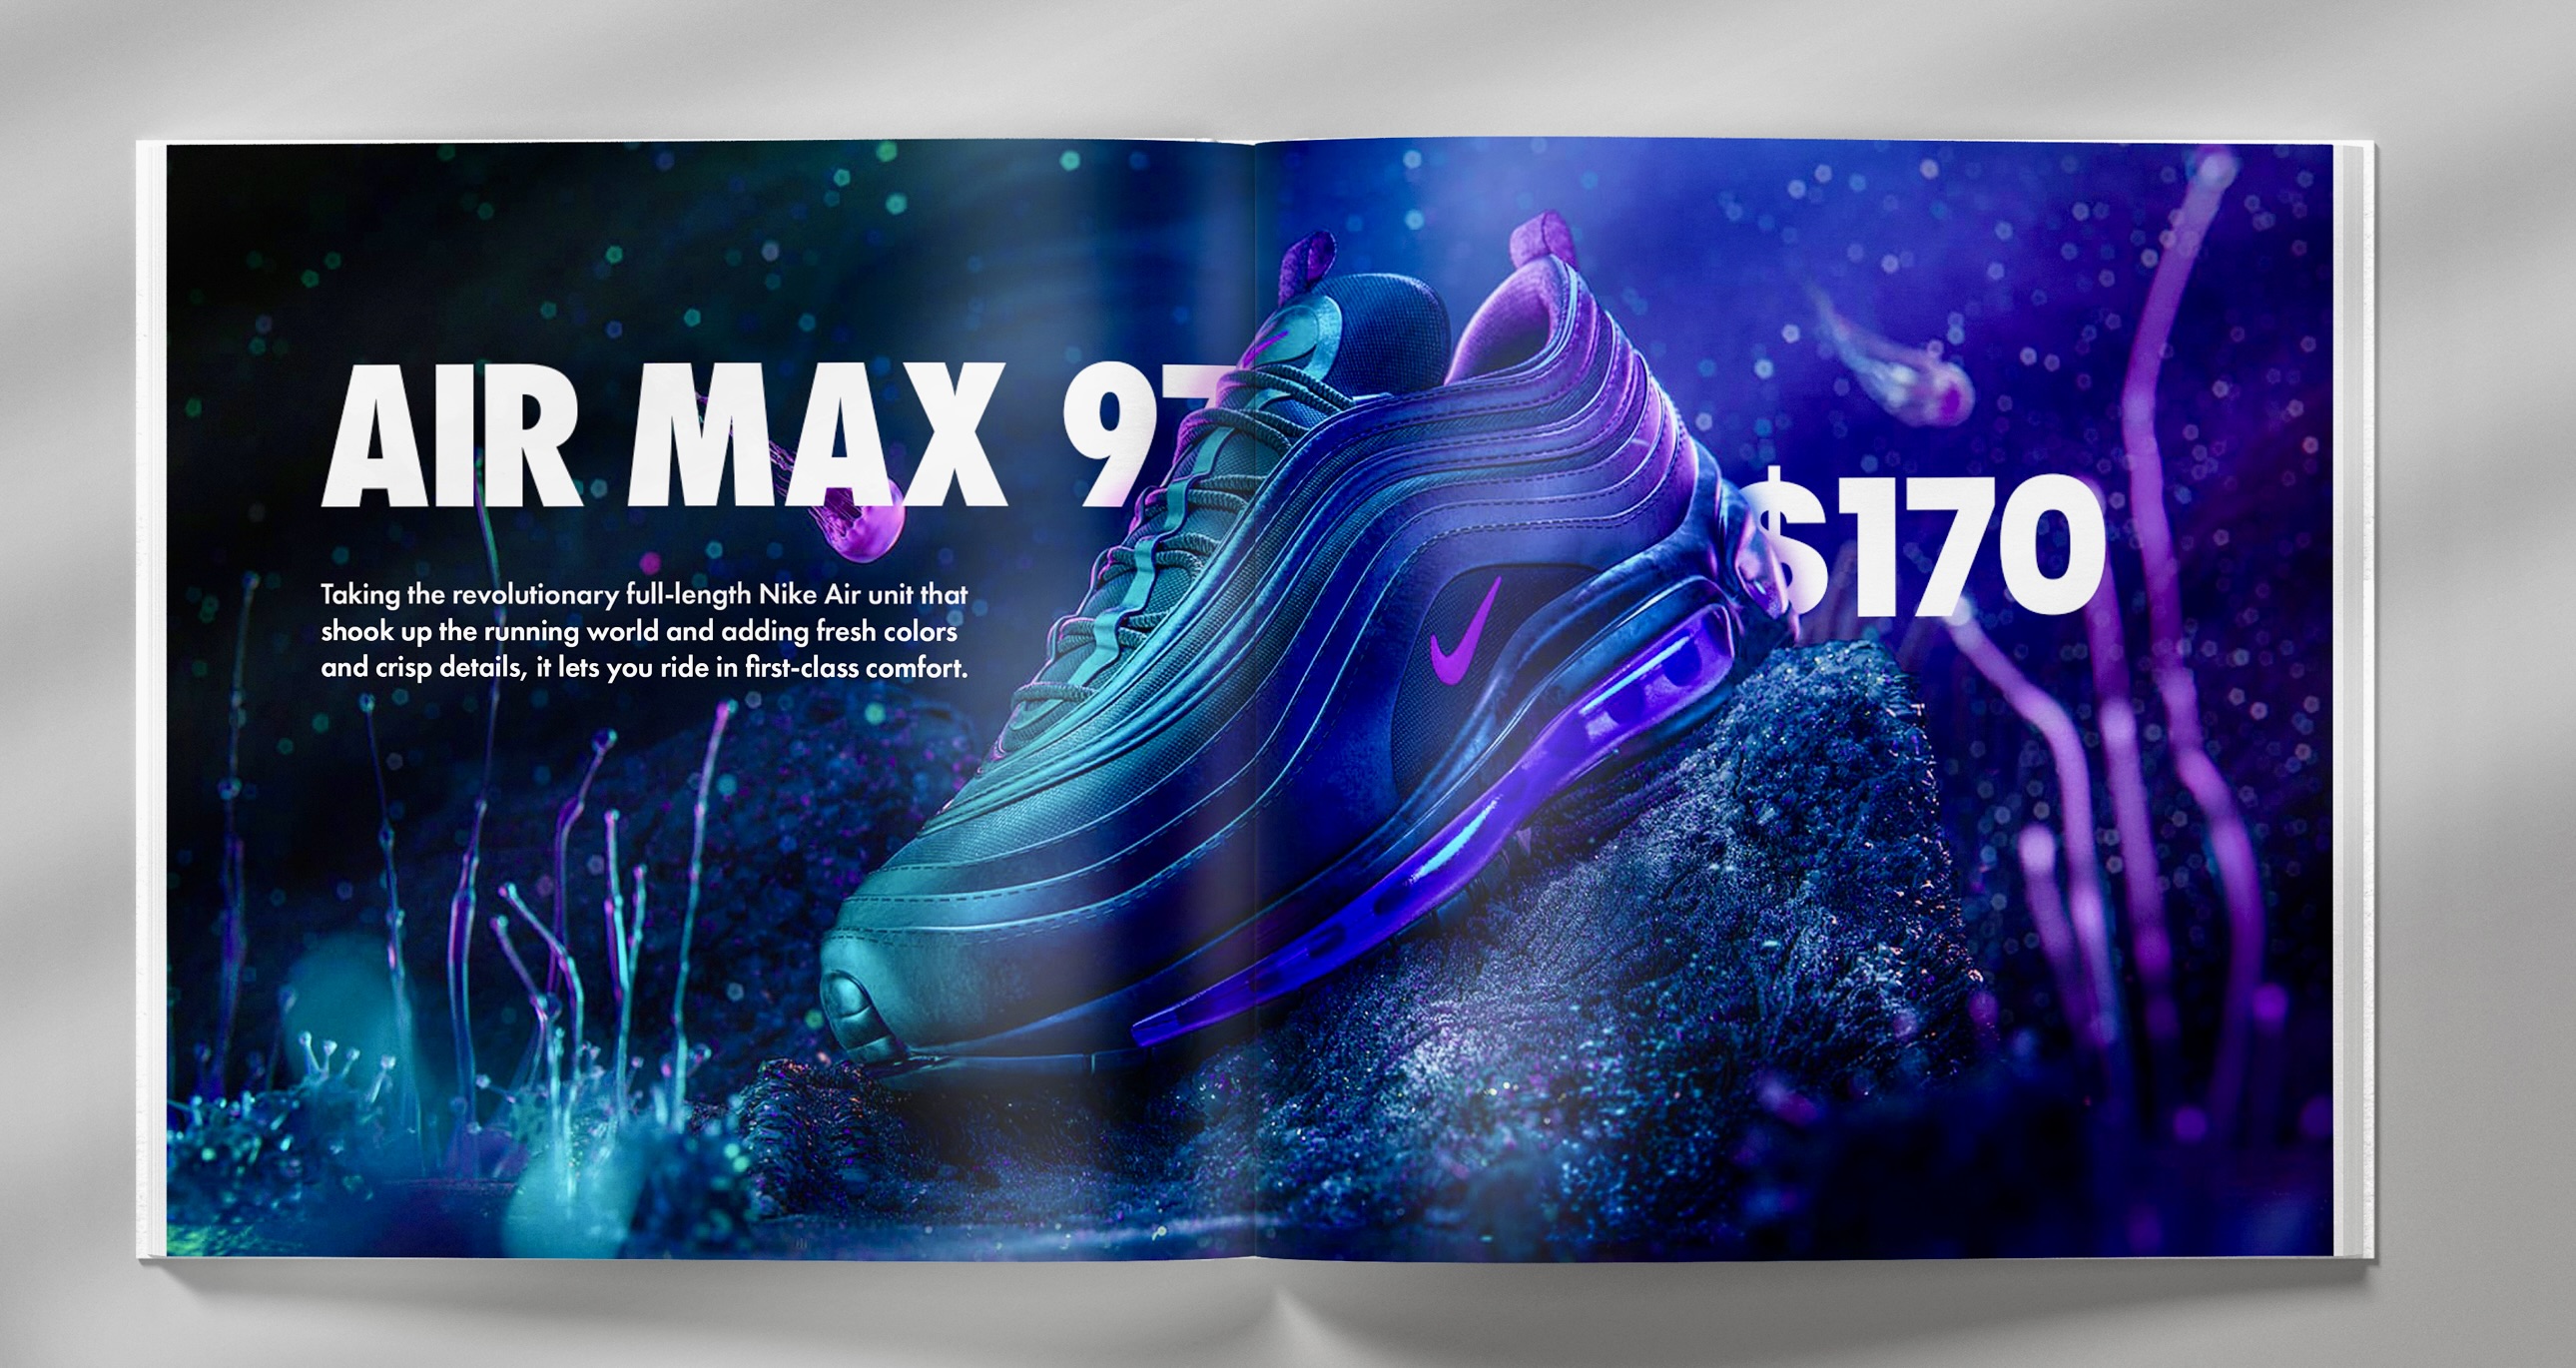 AIR MAX 97
Taking the revolutionary full-length Nike Air unit that
shook up the running world and adding fresh colors
and crisp details, it lets you ride in first-class comfort.
$170